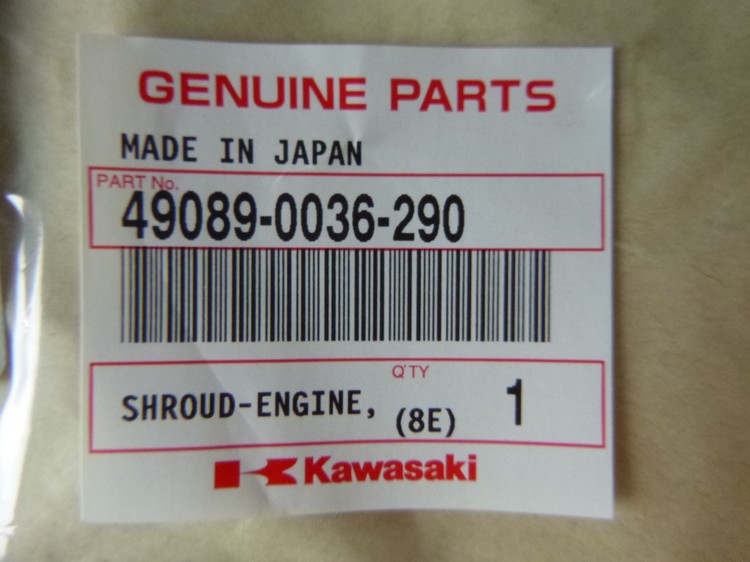 GENUINE PARTS
MADE IN JAPAN
PART No.
49089-0036-290
Q'TY
SHROUD-ENGINE, (8E) 1
Kawasaki